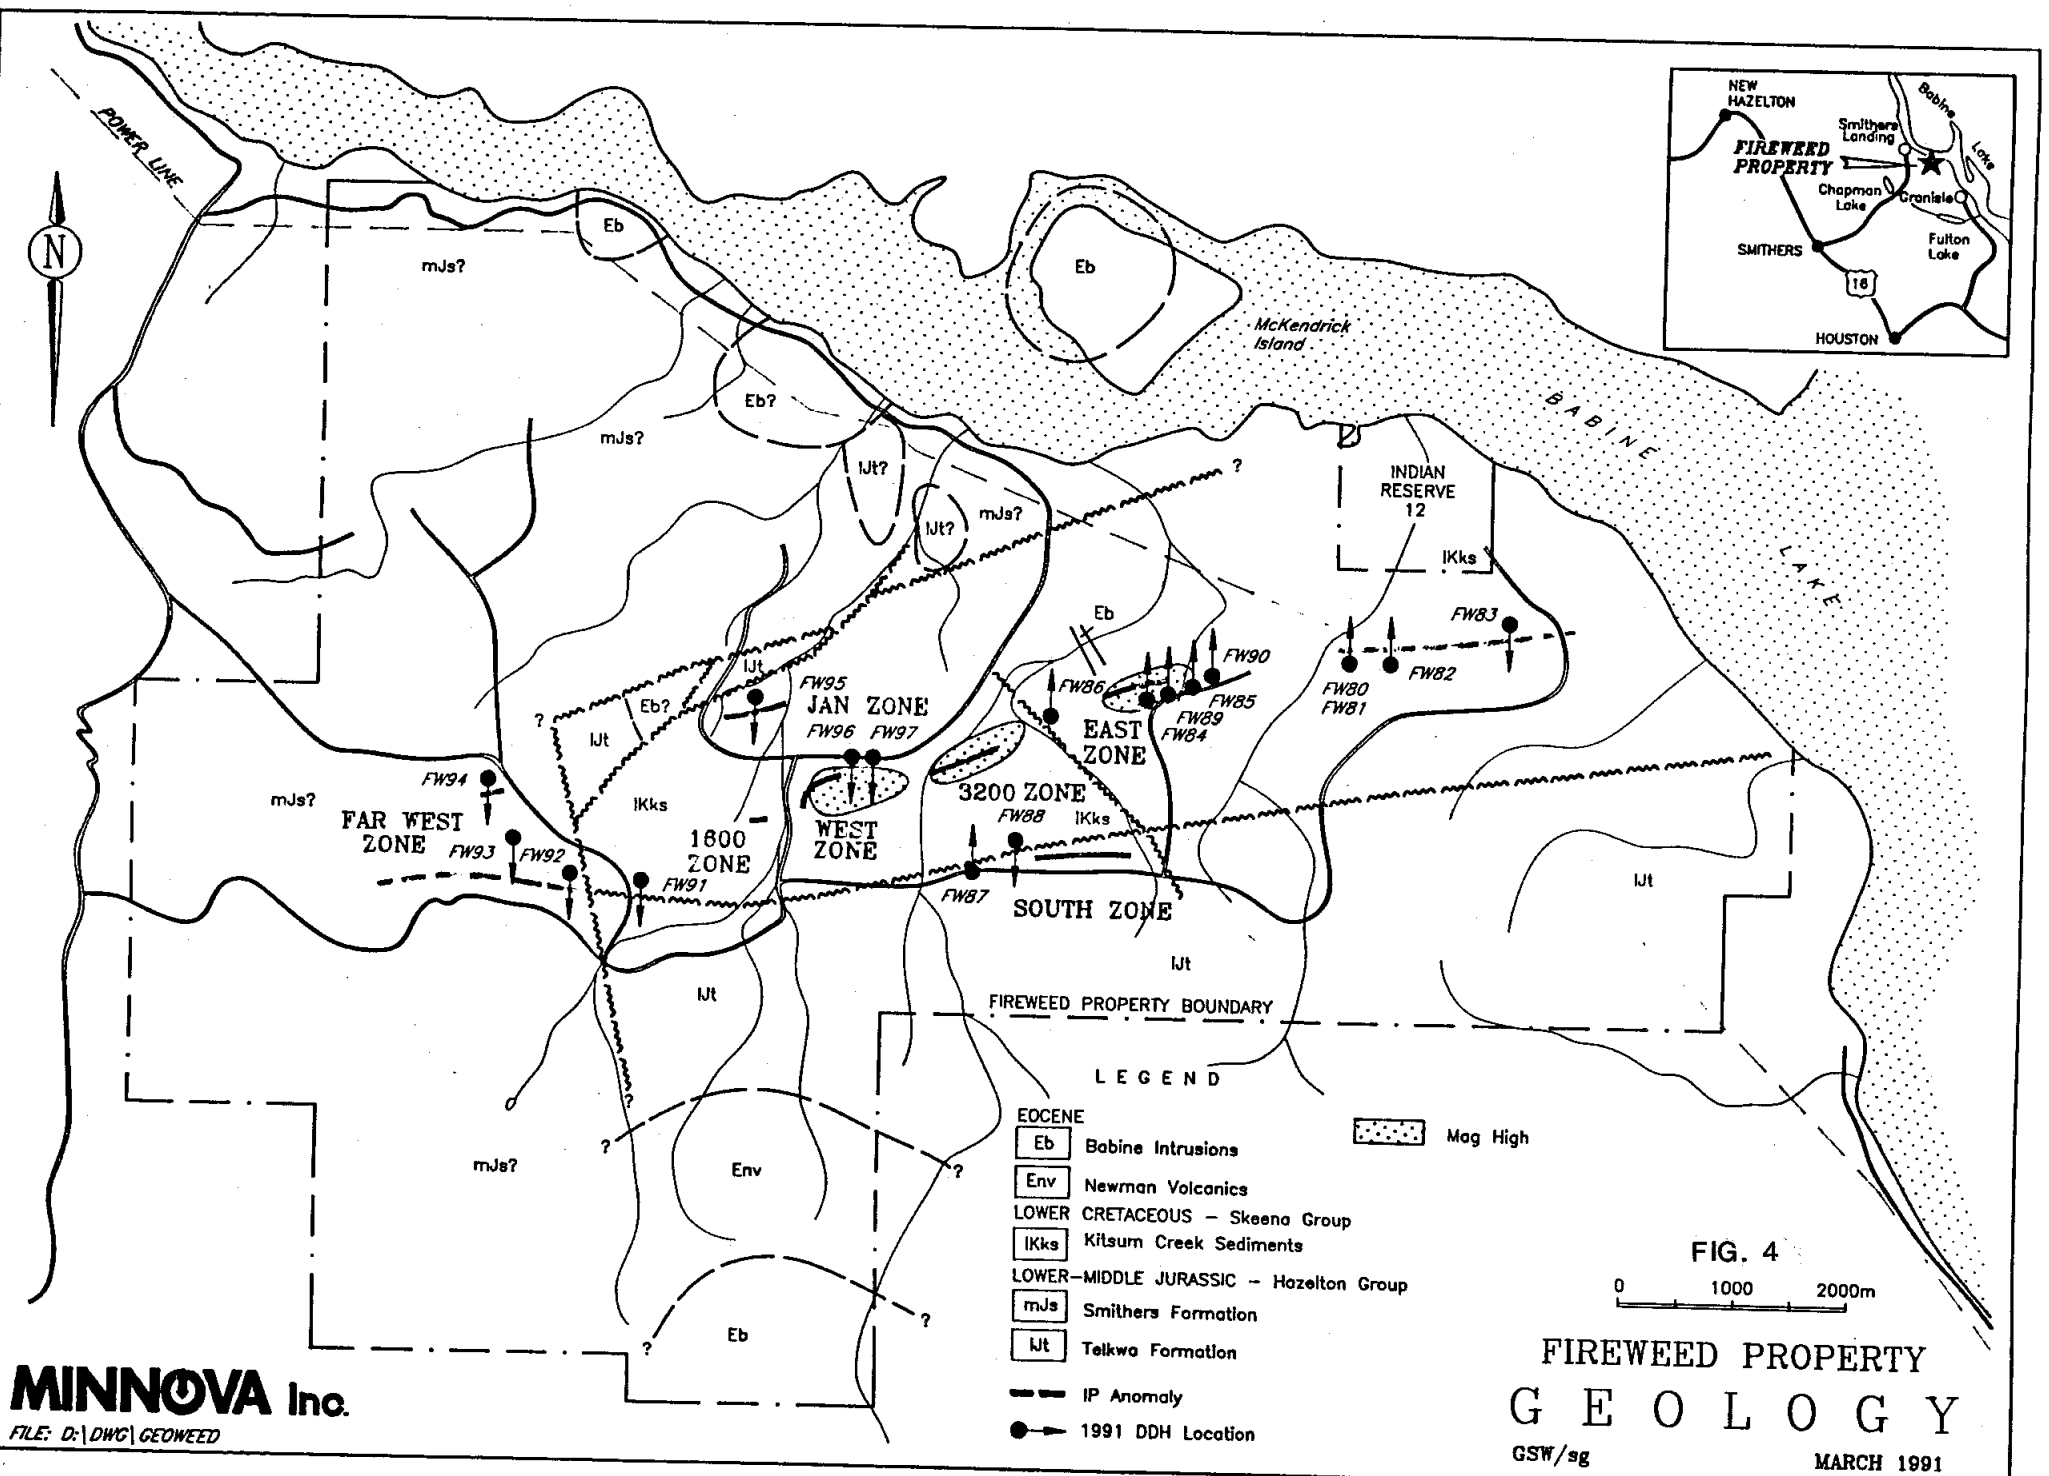 NEW
HAZELTON
Babine
Lake
Smithers
Landing
FIREWEED
PROPERTY
Chapman
Lake
Granisle
Fulton
Lake
SMITHERS
16
HOUSTON
POWER LINE
N
Eb
mJs?
Eb
McKendrick
Island
BABINE
LAKE
Eb?
mJs?
lJt?
lJt?
mJs?
?
INDIAN
RESERVE
12
lKks
Eb
FW83
FW90
FW86
FW85
FW89
FW84
EAST
ZONE
FW80
FW81
FW82
lJt
FW95
JAN ZONE
FW96 FW97
Eb?
?
lJt
FW94
mJs?
FAR WEST
ZONE
FW93
FW92
FW91
lKks
1600
ZONE
WEST
ZONE
3200 ZONE
FW88
lKks
FW87
SOUTH ZONE
lJt
lJt
lJt
FIREWEED PROPERTY BOUNDARY
?
?
?
mJs?
Env
?
?
Eb
LEGEND
EOCENE
Eb Babine Intrusions
Mag High
Env Newman Volcanics
LOWER CRETACEOUS – Skeena Group
lKks Kitsum Creek Sediments
LOWER–MIDDLE JURASSIC – Hazelton Group
mJs Smithers Formation
lJt Telkwa Formation
IP Anomaly
1991 DDH Location
FIG. 4
0 1000 2000m
FIREWEED PROPERTY
GEOLOGY
GSW/sg MARCH 1991
MINNOVA Inc.
FILE: D:\DWG\GEOWEED